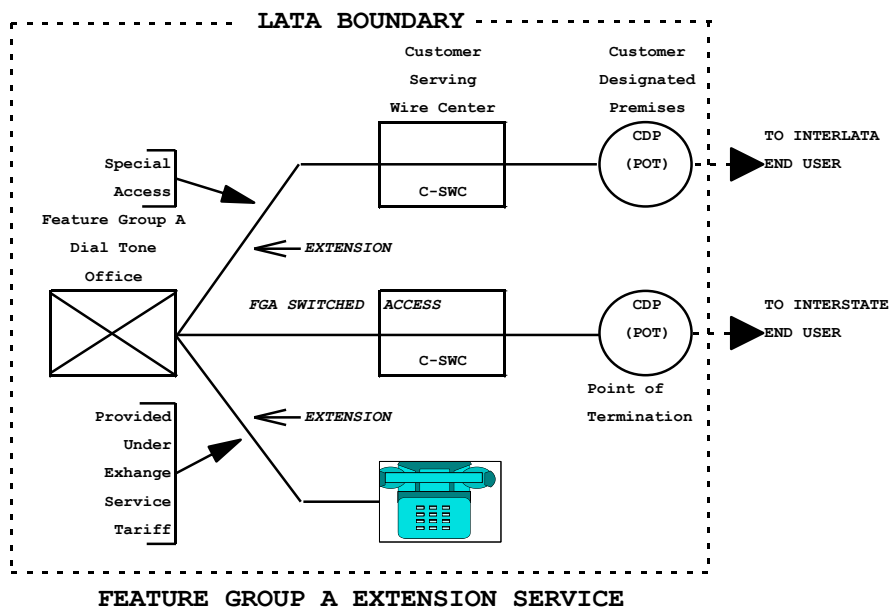 LATA BOUNDARY
Customer
Serving
Wire Center
Customer
Designated
Premises
CDP
(POT)
TO INTERLATA
END USER
C-SWC
Special
Access
Feature Group A
Dial Tone
Office
EXTENSION
FGA SWITCHED ACCESS
C-SWC
CDP
(POT)
TO INTERSTATE
END USER
Point of
Termination
EXTENSION
Provided
Under
Exhange
Service
Tariff
FEATURE GROUP A EXTENSION SERVICE